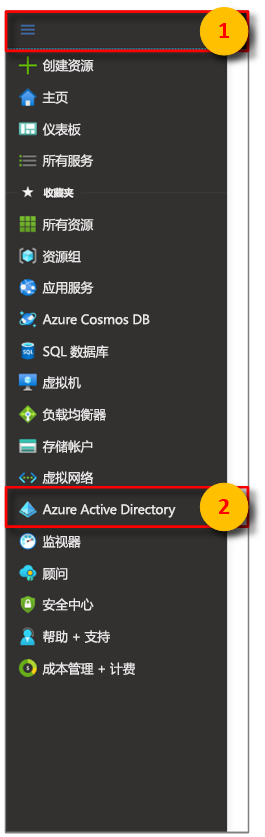 1
创建资源
主页
仪表板
所有服务
收藏夹
所有资源
资源组
应用服务
Azure Cosmos DB
SQL 数据库
虚拟机
负载均衡器
存储帐户
虚拟网络
Azure Active Directory 2
监视器
顾问
安全中心
帮助 + 支持
成本管理 + 计费